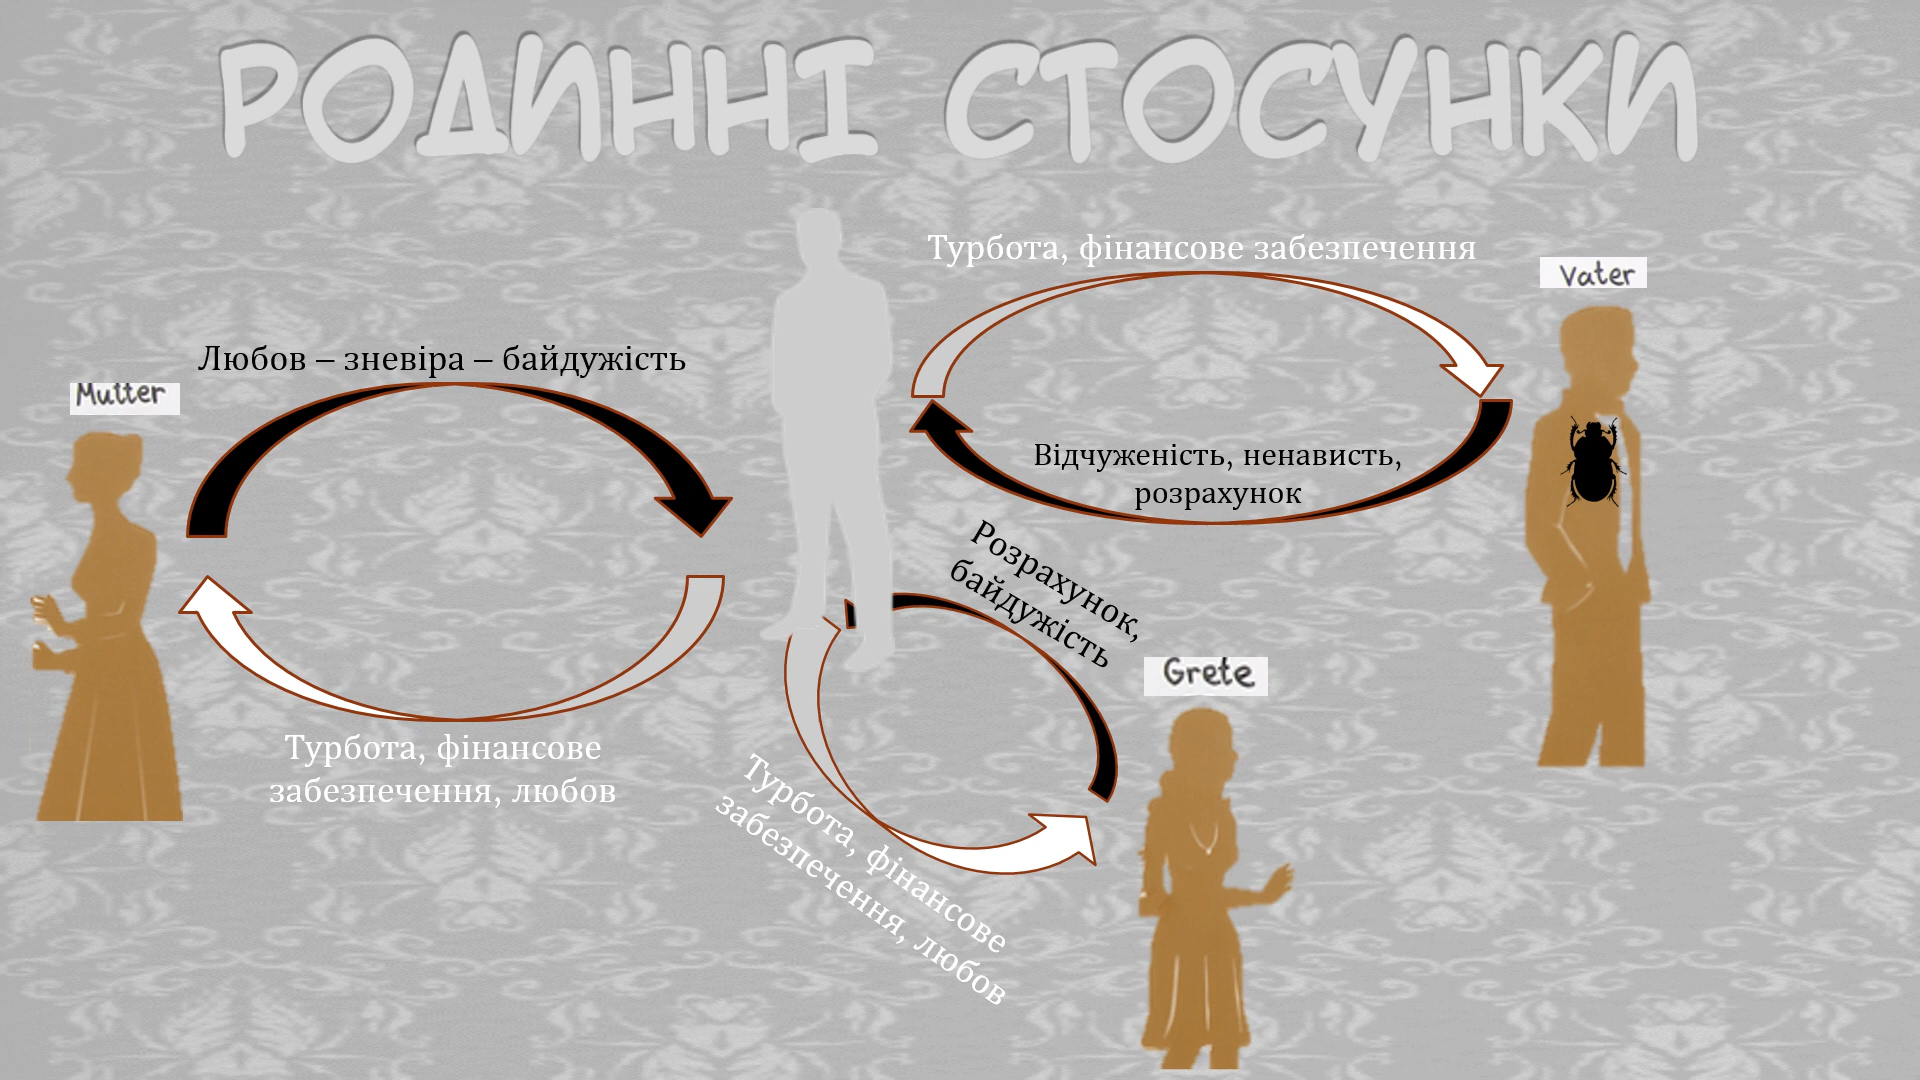 РОДИННІ СТОСУНКИ
Турбота, фінансове забезпечення
Vater
Любов – зневіра – байдужість
Mutter
Відчуженість, ненависть,
розрахунок
Розрахунок,
байдужість
Grete
Турбота, фінансове
забезпечення, любов
Турбота, фінансове
забезпечення, любов